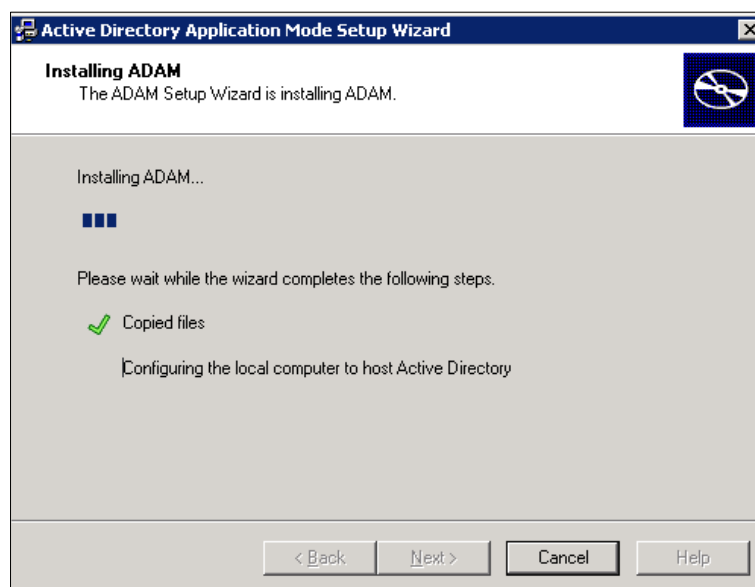 Active Directory Application Mode Setup Wizard
Installing ADAM
The ADAM Setup Wizard is installing ADAM.
Installing ADAM...
Please wait while the wizard completes the following steps.
Copied files
Configuring the local computer to host Active Directory
< Back Next > Cancel Help